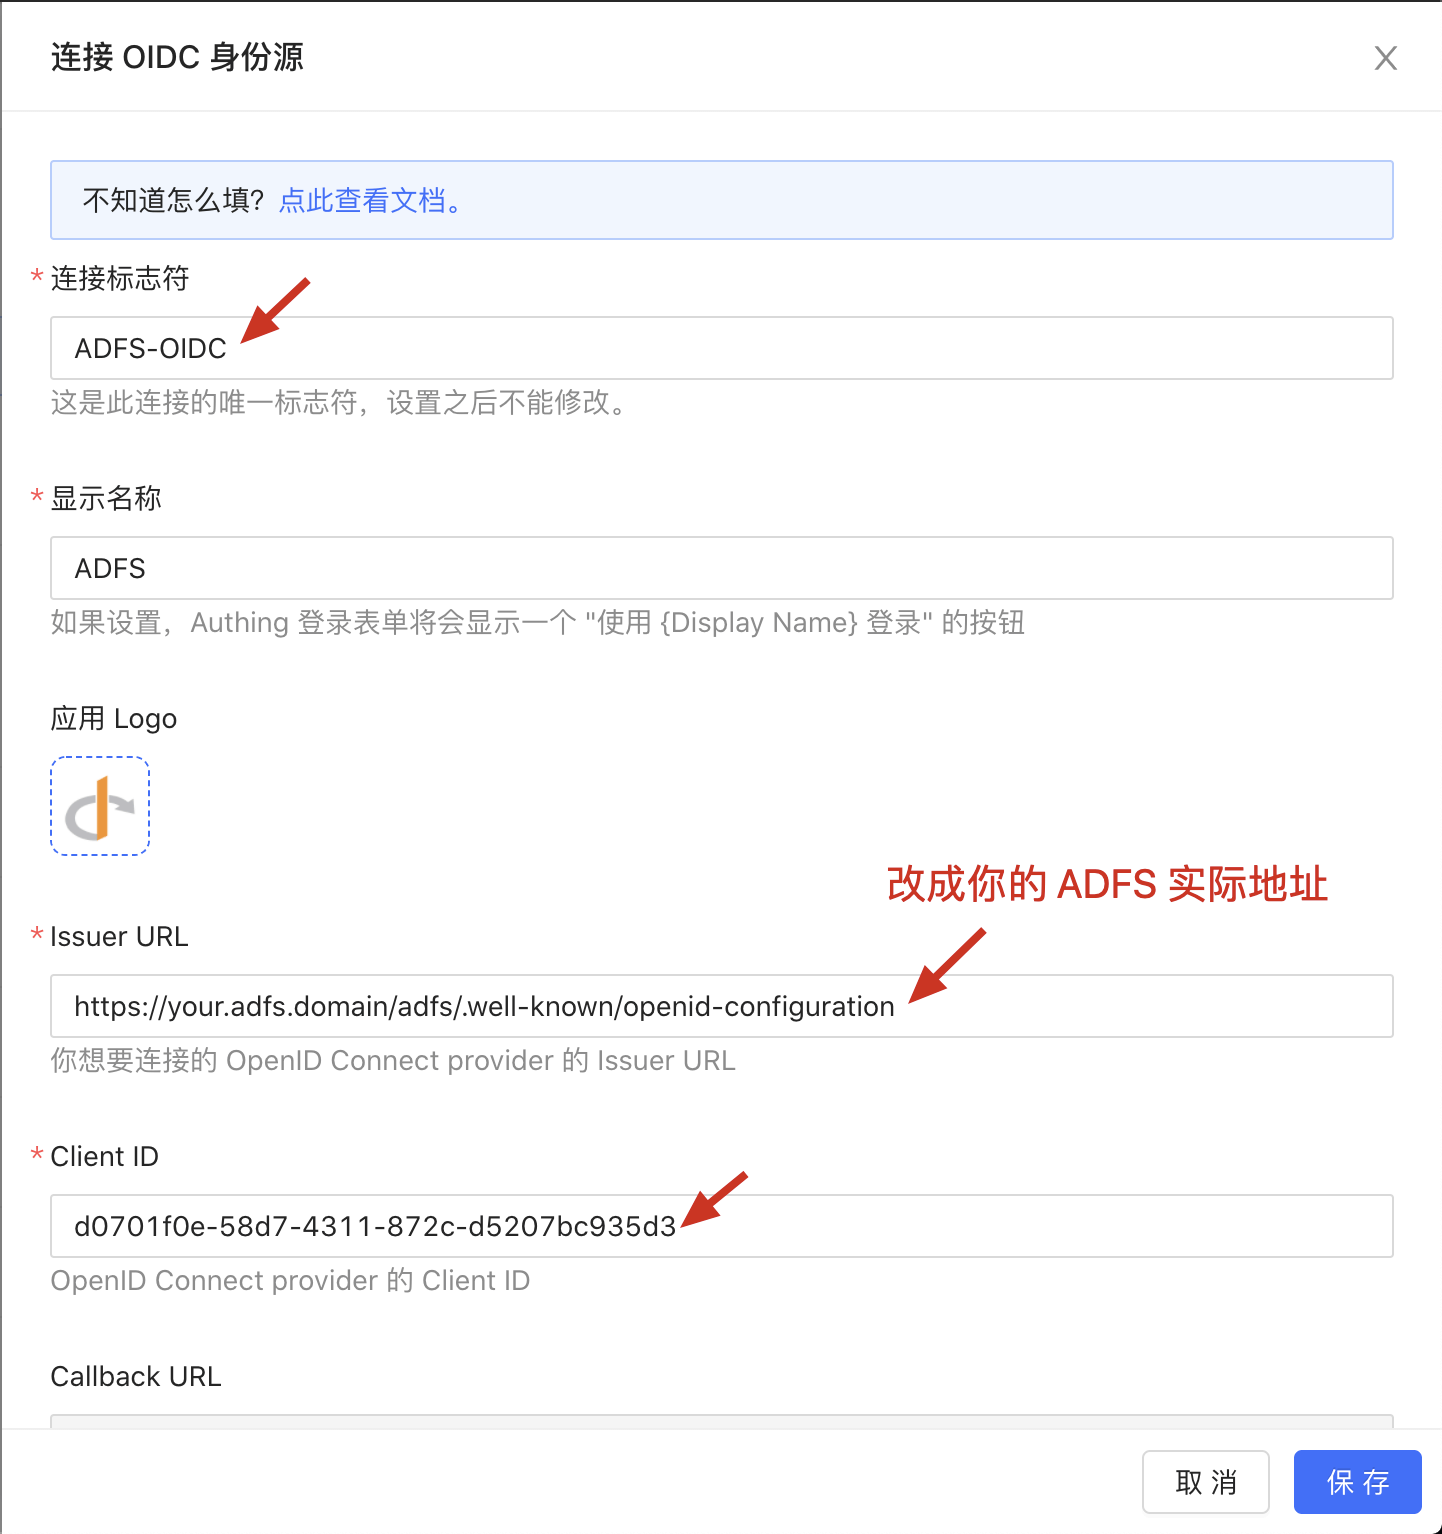 连接 OIDC 身份源
不知道怎么填？ 点此查看文档。
* 连接标志符
ADFS-OIDC
这是此连接的唯一标志符，设置之后不能修改。
* 显示名称
ADFS
如果设置，Authing 登录表单将会显示一个 "使用 {Display Name} 登录" 的按钮
应用 Logo
改成你的 ADFS 实际地址
* Issuer URL
https://your.adfs.domain/adfs/.well-known/openid-configuration
你想要连接的 OpenID Connect provider 的 Issuer URL
* Client ID
d0701f0e-58d7-4311-872c-d5207bc935d3
OpenID Connect provider 的 Client ID
Callback URL
取 消
保 存